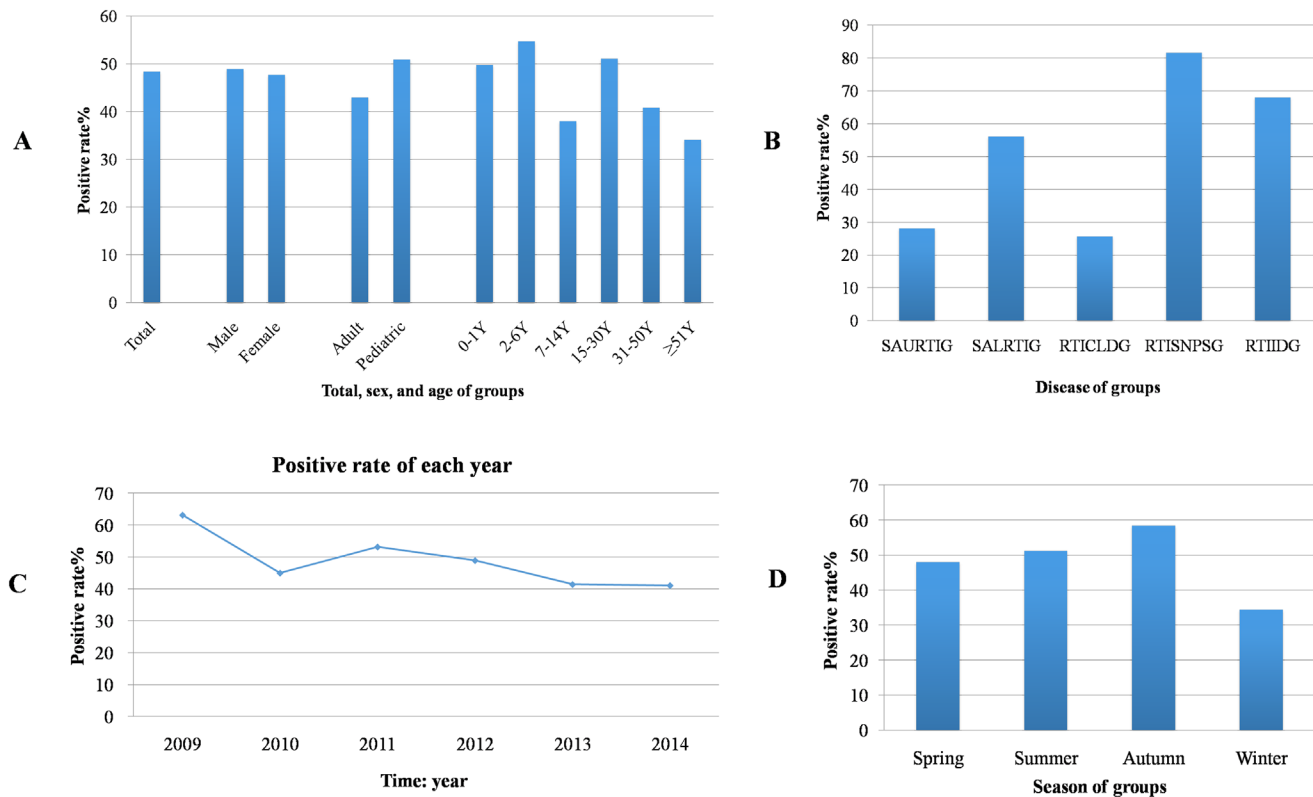 A
Positive rate%
60
50
40
30
20
10
0
Total
Male
Female
Adult
Pediatric
0-1Y
2-6Y
7-14Y
15-30Y
31-50Y
≥51Y
Total, sex, and age of groups
B
Positive rate%
90
80
70
60
50
40
30
20
10
0
SAURTIG SALRTIG RTICLDG RTISNPSG RTIIDG
Disease of groups
C
Positive rate of each year
Positive rate%
70
60
50
40
30
20
10
0
2009 2010 2011 2012 2013 2014
Time: year
D
Positive rate%
70
60
50
40
30
20
10
0
Spring Summer Autumn Winter
Season of groups